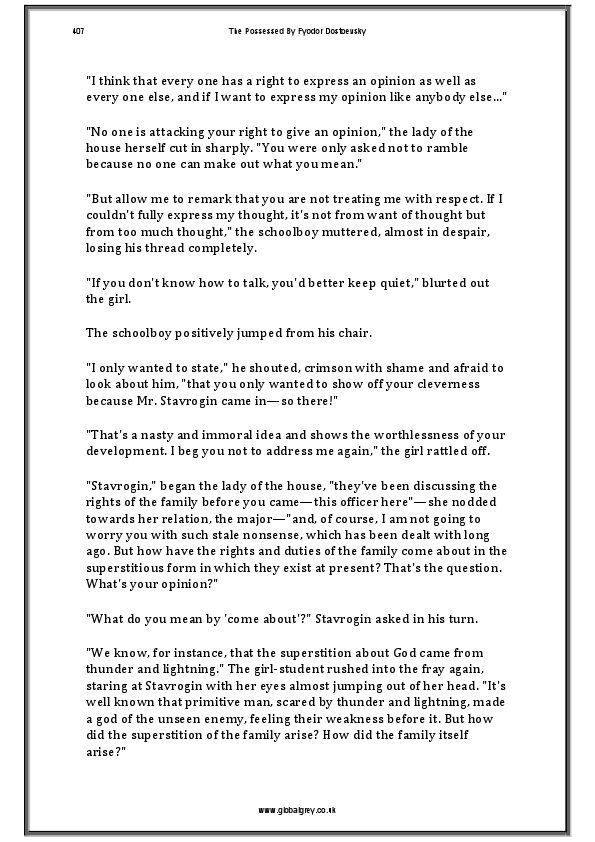 407 The Possessed By Fyodor Dostoevsky
"I think that every one has a right to express an opinion as well as
every one else, and if I want to express my opinion like anybody else..."
"No one is attacking your right to give an opinion," the lady of the
house herself cut in sharply. "You were only asked not to ramble
because no one can make out what you mean."
"But allow me to remark that you are not treating me with respect. If I
couldn't fully express my thought, it's not from want of thought but
from too much thought," the schoolboy muttered, almost in despair,
losing his thread completely.
"If you don't know how to talk, you'd better keep quiet," blurted out
the girl.
The schoolboy positively jumped from his chair.
"I only wanted to state," he shouted, crimson with shame and afraid to
look about him, "that you only wanted to show off your cleverness
because Mr. Stavrogin came in—so there!"
"That's a nasty and immoral idea and shows the worthlessness of your
development. I beg you not to address me again," the girl rattled off.
"Stavrogin," began the lady of the house, "they've been discussing the
rights of the family before you came—this officer here"—she nodded
towards her relation, the major—"and, of course, I am not going to
worry you with such stale nonsense, which has been dealt with long
ago. But how have the rights and duties of the family come about in the
superstitious form in which they exist at present? That's the question.
What's your opinion?"
"What do you mean by 'come about'?" Stavrogin asked in his turn.
"We know, for instance, that the superstition about God came from
thunder and lightning." The girl-student rushed into the fray again,
staring at Stavrogin with her eyes almost jumping out of her head. "It's
well known that primitive man, scared by thunder and lightning, made
a god of the unseen enemy, feeling their weakness before it. But how
did the superstition of the family arise? How did the family itself
arise?"
www.globalgrey.co.uk